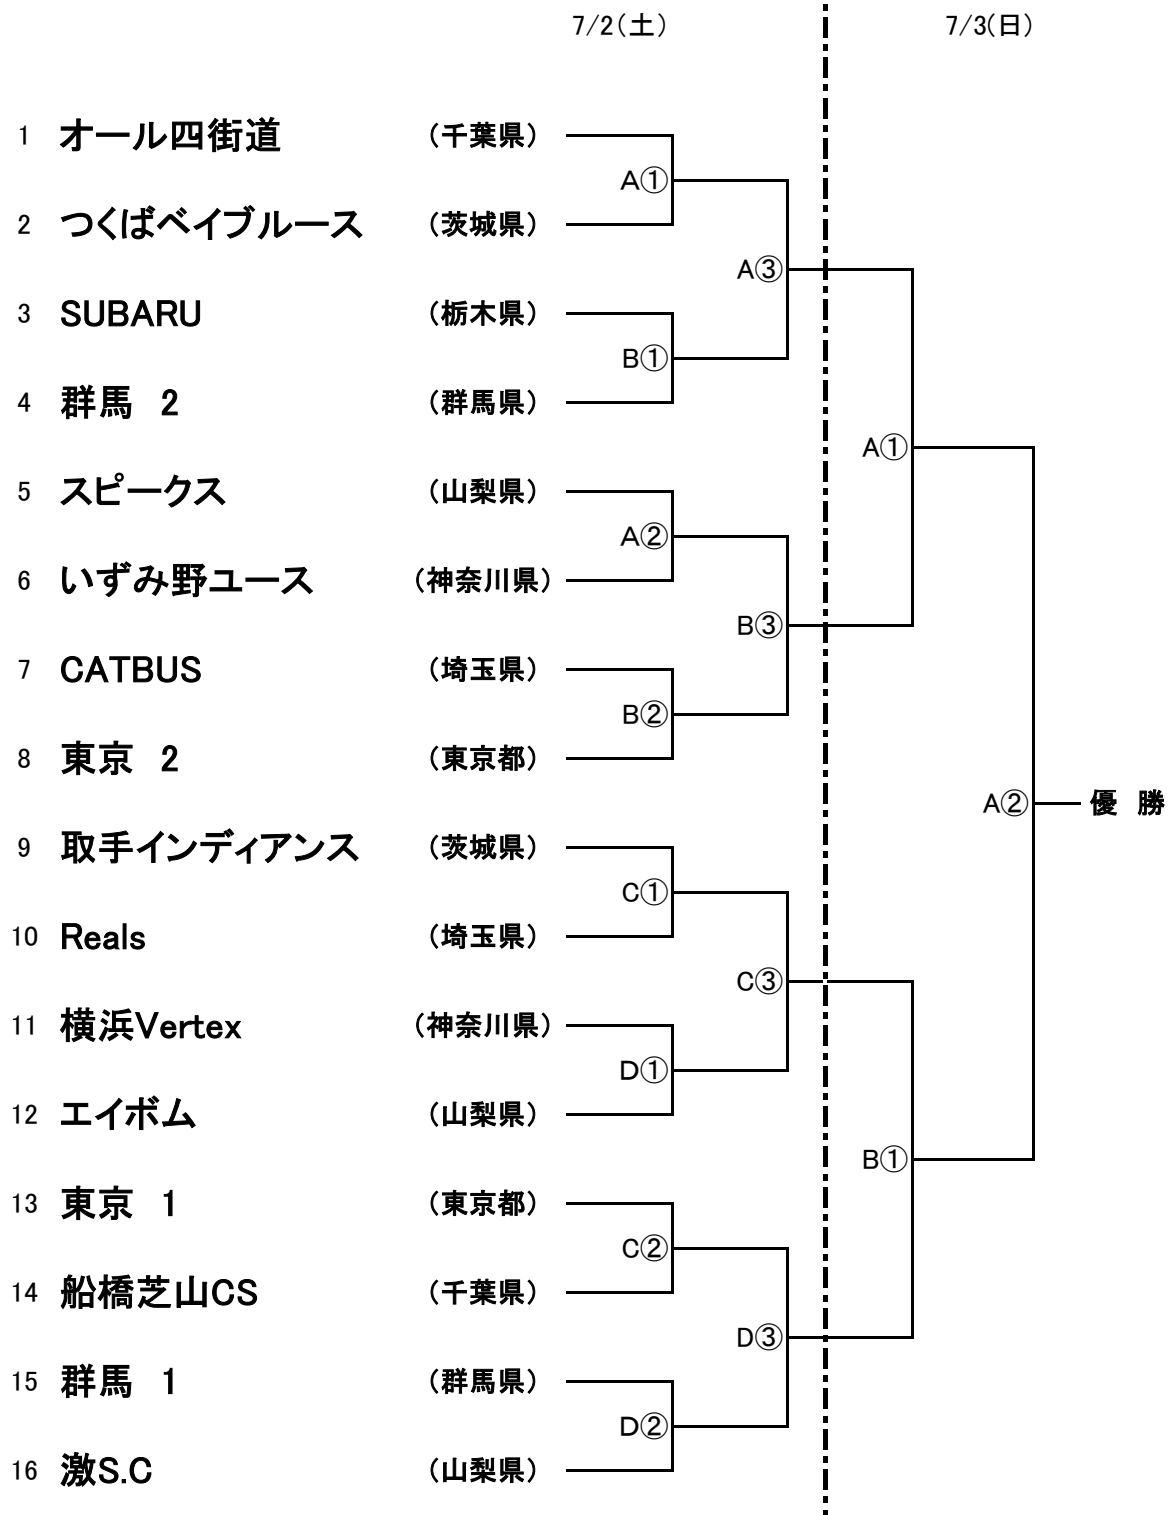 7/2(土) 7/3(日)
1 オール四街道 (千葉県)
A①
2 つくばベイブルース (茨城県)
A③
3 SUBARU (栃木県)
B①
4 群馬 2 (群馬県)
A①
5 スピークス (山梨県)
A②
6 いずみ野ユース (神奈川県)
B③
7 CATBUS (埼玉県)
B②
8 東京 2 (東京都)
A② 優 勝
9 取手インディアンス (茨城県)
C①
10 Reals (埼玉県)
C③
11 横浜Vertex (神奈川県)
D①
12 エイボム (山梨県)
B①
13 東京 1 (東京都)
C②
14 船橋芝山CS (千葉県)
D③
15 群馬 1 (群馬県)
D②
16 激S.C (山梨県)